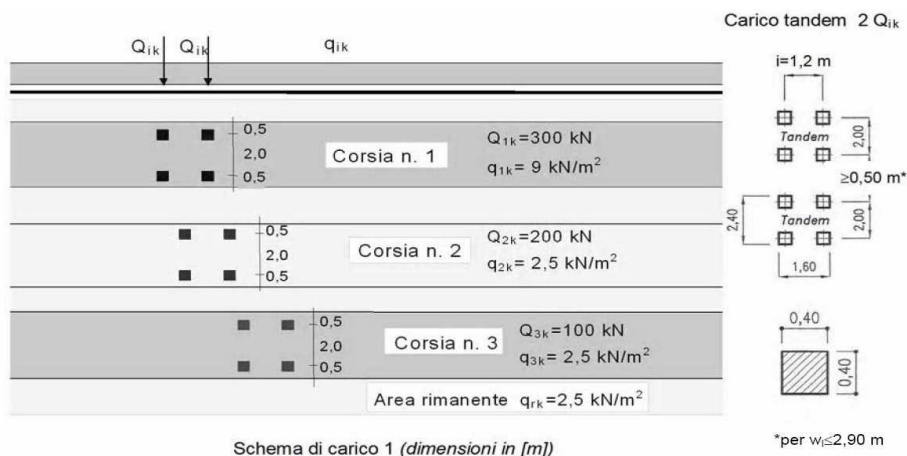 Carico tandem 2 Qik
Qik Qik qik
i=1,2 m
Tandem
2,00
≥0,50 m*
Tandem
2,40
2,00
1,60
0,40
0,40
*per wl≤2,90 m
0,5
2,0
0,5
Corsia n. 1
Q1k=300 kN
q1k= 9 kN/m²
0,5
2,0
0,5
Corsia n. 2
Q2k=200 kN
q2k= 2,5 kN/m²
0,5
2,0
0,5
Corsia n. 3
Q3k=100 kN
q3k= 2,5 kN/m²
Area rimanente qrk=2,5 kN/m²
Schema di carico 1 (dimensioni in [m])